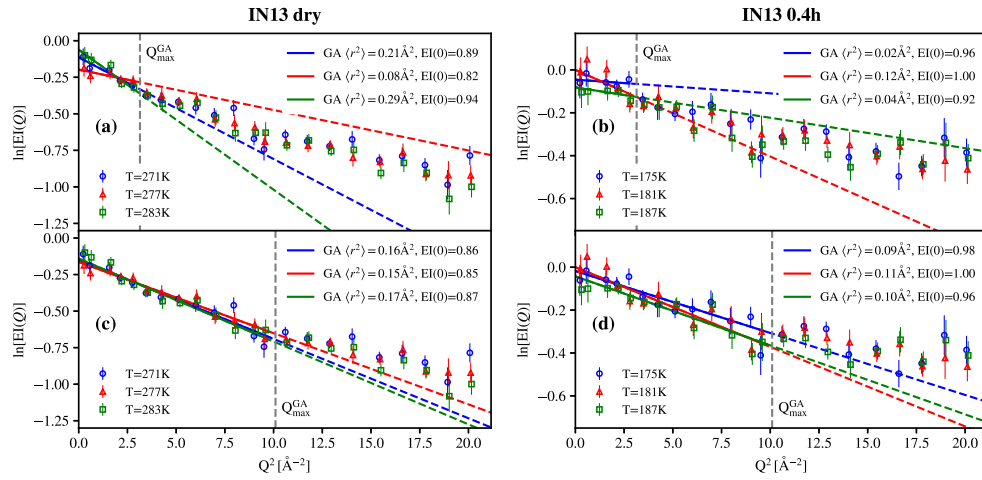 IN13 dry
IN13 0.4h
0.00
−0.25
−0.50
−0.75
−1.00
−1.25
ln[EI(Q)]
Q_max^GA
GA ⟨r²⟩ = 0.21Å², EI(0)=0.89
GA ⟨r²⟩ = 0.08Å², EI(0)=0.82
GA ⟨r²⟩ = 0.29Å², EI(0)=0.94
(a)
T=271K
T=277K
T=283K
0.0
−0.2
−0.4
−0.6
ln[EI(Q)]
Q_max^GA
GA ⟨r²⟩ = 0.02Å², EI(0)=0.96
GA ⟨r²⟩ = 0.12Å², EI(0)=1.00
GA ⟨r²⟩ = 0.04Å², EI(0)=0.92
(b)
T=175K
T=181K
T=187K
0.00
−0.25
−0.50
−0.75
−1.00
−1.25
ln[EI(Q)]
GA ⟨r²⟩ = 0.16Å², EI(0)=0.86
GA ⟨r²⟩ = 0.15Å², EI(0)=0.85
GA ⟨r²⟩ = 0.17Å², EI(0)=0.87
(c)
T=271K
T=277K
T=283K
Q_max^GA
0.0 2.5 5.0 7.5 10.0 12.5 15.0 17.5 20.0
Q² [Å⁻²]
0.0
−0.2
−0.4
−0.6
ln[EI(Q)]
GA ⟨r²⟩ = 0.09Å², EI(0)=0.98
GA ⟨r²⟩ = 0.11Å², EI(0)=1.00
GA ⟨r²⟩ = 0.10Å², EI(0)=0.96
(d)
T=175K
T=181K
T=187K
Q_max^GA
0.0 2.5 5.0 7.5 10.0 12.5 15.0 17.5 20.0
Q² [Å⁻²]